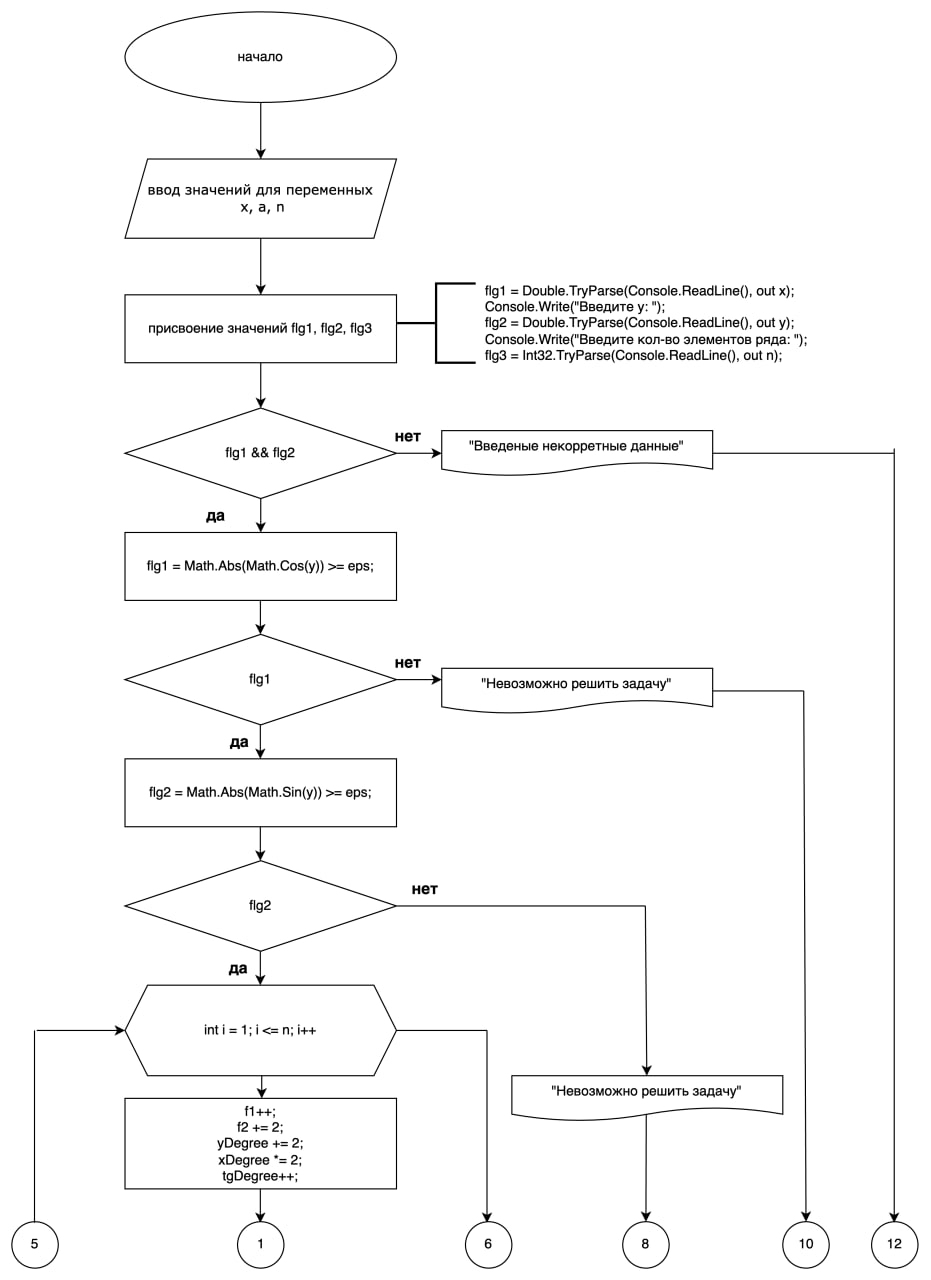 начало
ввод значений для переменных
x, a, n
присвоение значений flg1, flg2, flg3
flg1 = Double.TryParse(Console.ReadLine(), out x);
Console.Write("Введите y: ");
flg2 = Double.TryParse(Console.ReadLine(), out y);
Console.Write("Введите кол-во элементов ряда: ");
flg3 = Int32.TryParse(Console.ReadLine(), out n);
flg1 && flg2
нет
"Введеные некорретные данные"
да
flg1 = Math.Abs(Math.Cos(y)) >= eps;
flg1
нет
"Невозможно решить задачу"
да
flg2 = Math.Abs(Math.Sin(y)) >= eps;
flg2
нет
да
int i = 1; i <= n; i++
"Невозможно решить задачу"
f1++;
f2 += 2;
yDegree += 2;
xDegree *= 2;
tgDegree++;
5
1
6
8
10
12